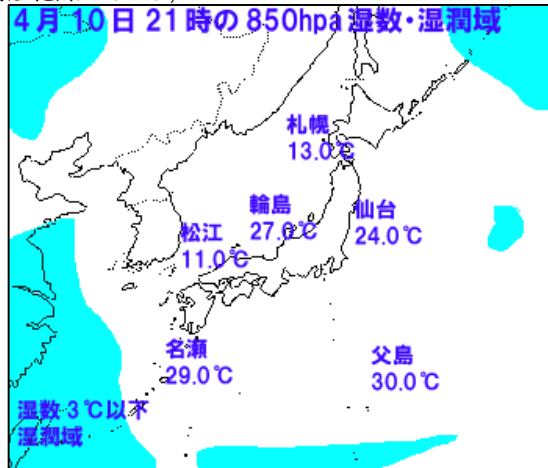 4月10日21時の850hpa湿数・湿潤域
札幌
13.0℃
輪島
27.0℃
仙台
24.0℃
松江
11.0℃
名瀬
29.0℃
父島
30.0℃
湿数3℃以下
湿潤域